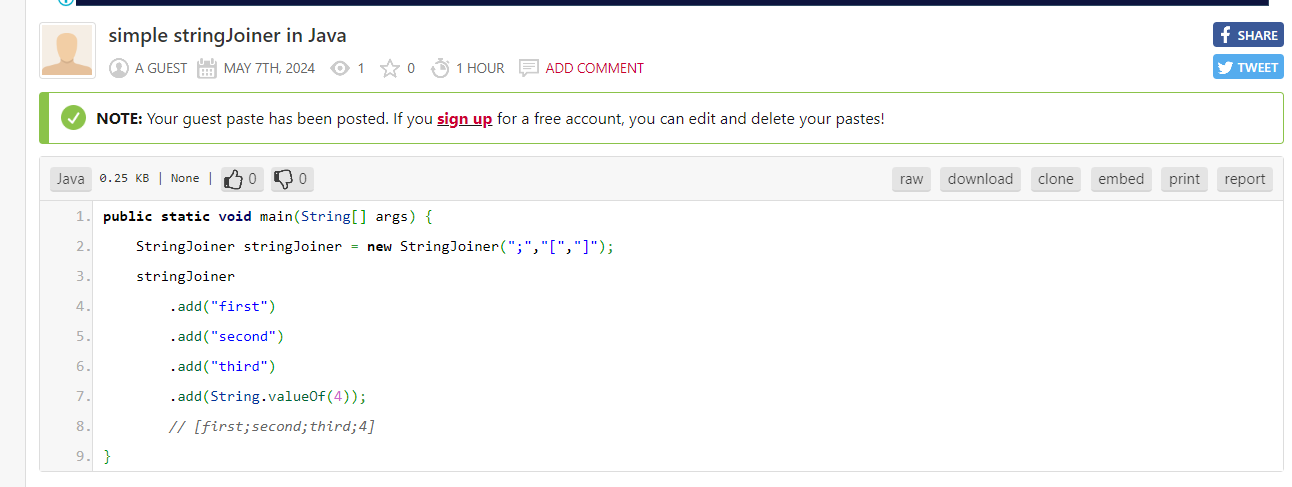 simple stringJoiner in Java
SHARE
A GUEST MAY 7TH, 2024 1 0 1 HOUR ADD COMMENT
TWEET
NOTE: Your guest paste has been posted. If you sign up for a free account, you can edit and delete your pastes!
Java 0.25 KB | None | 0 0 raw download clone embed print report
1. public static void main(String[] args) {
2.     StringJoiner stringJoiner = new StringJoiner(";","[","]");
3.     stringJoiner
4.         .add("first")
5.         .add("second")
6.         .add("third")
7.         .add(String.valueOf(4));
8.         // [first;second;third;4]
9. }